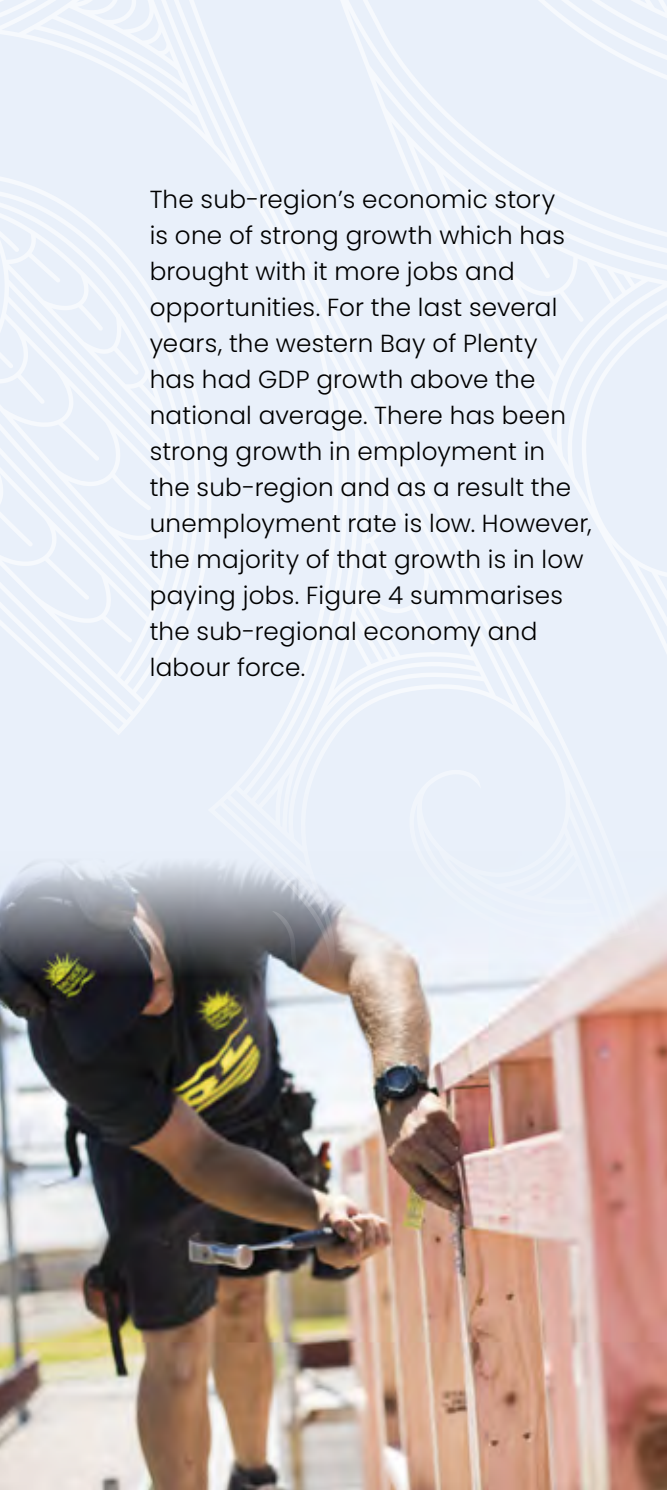 The sub-region’s economic story
is one of strong growth which has
brought with it more jobs and
opportunities. For the last several
years, the western Bay of Plenty
has had GDP growth above the
national average. There has been
strong growth in employment in
the sub-region and as a result the
unemployment rate is low. However,
the majority of that growth is in low
paying jobs. Figure 4 summarises
the sub-regional economy and
labour force.